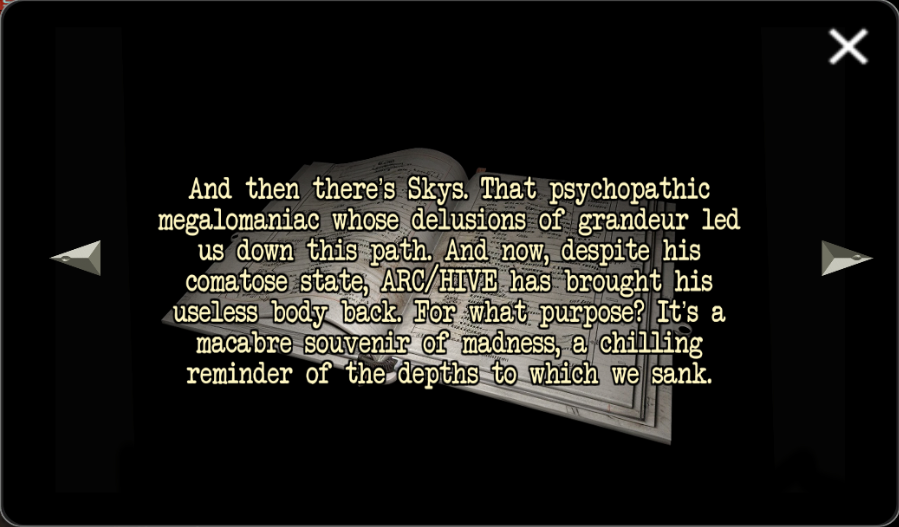 And then there's Skys. That psychopathic
megalomaniac whose delusions of grandeur led
us down this path. And now, despite his
comatose state, ARC/HIVE has brought his
useless body back. For what purpose? It's a
macabre souvenir of madness, a chilling
reminder of the depths to which we sank.